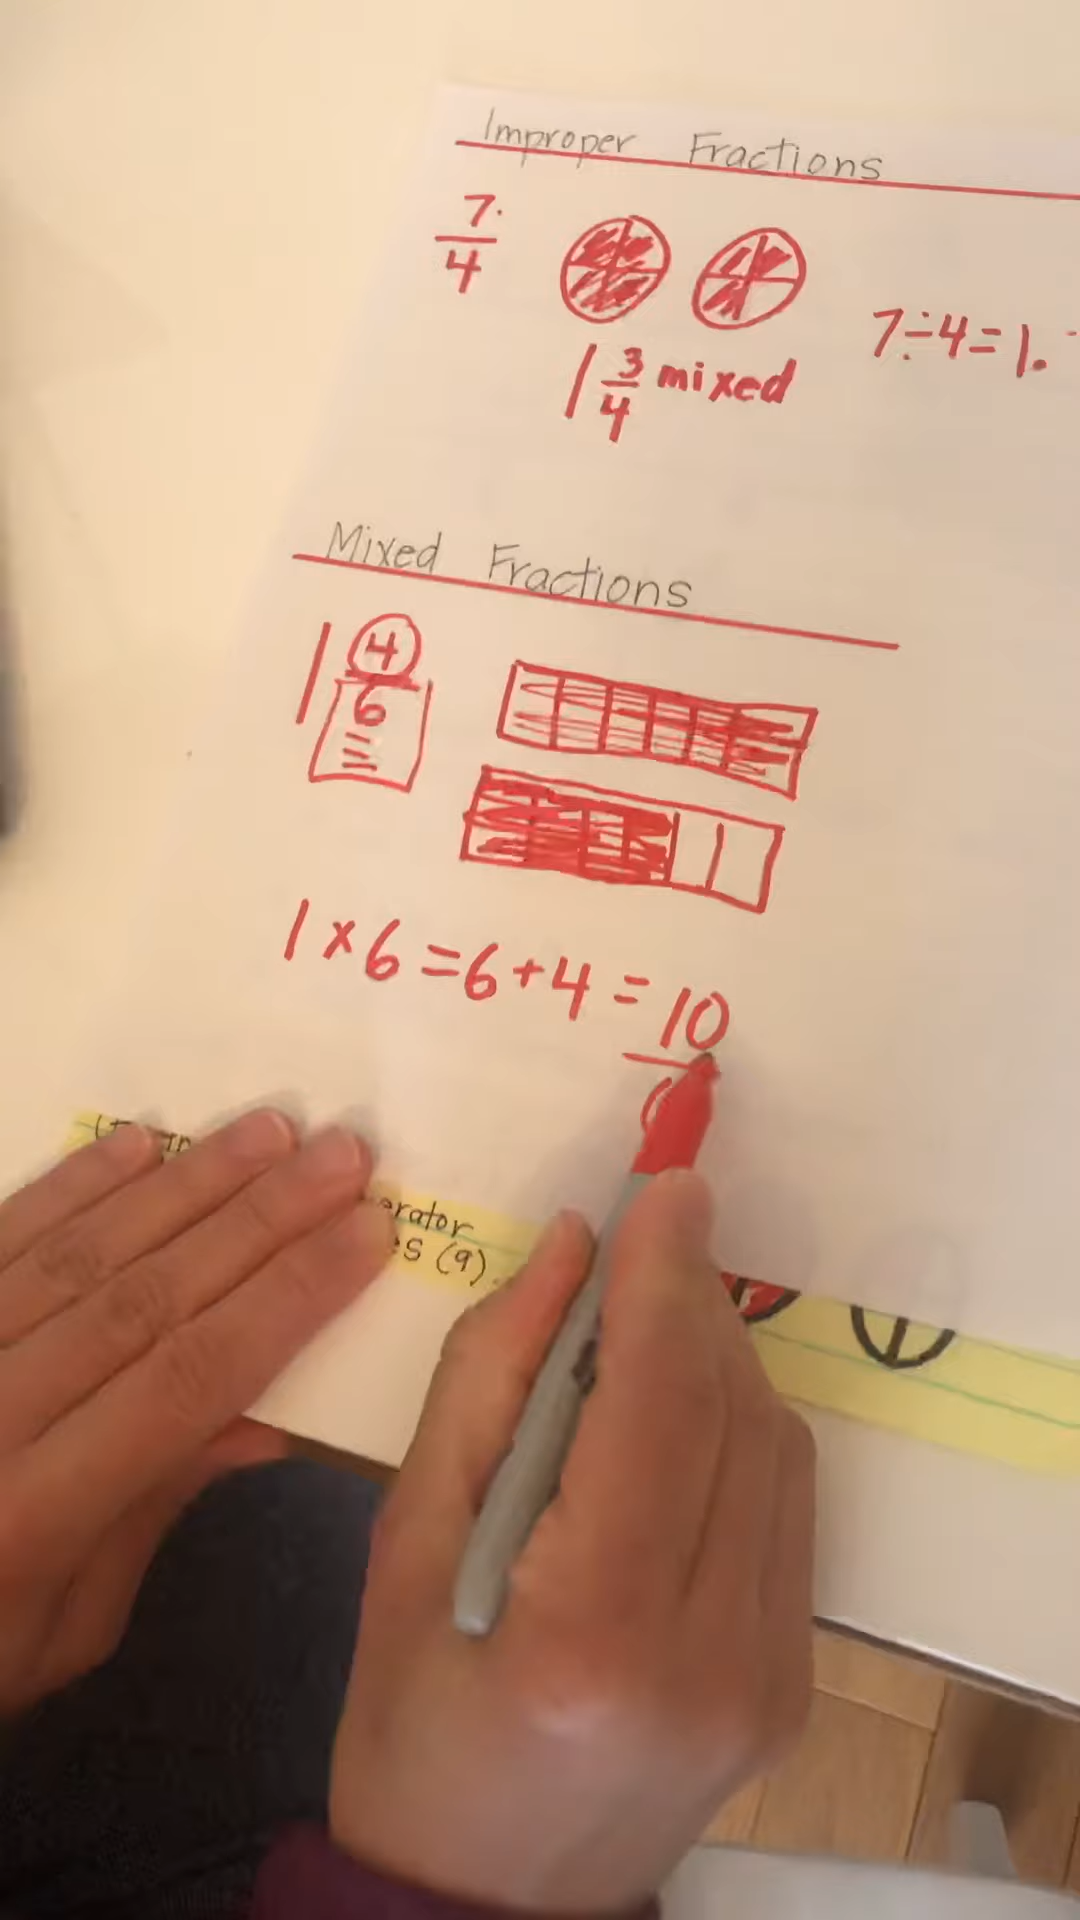 Improper Fractions
7
4
1 3/4 mixed
7÷4=1.
Mixed Fractions
1 4/6
1 x 6 = 6 + 4 = 10
erator
es (9).